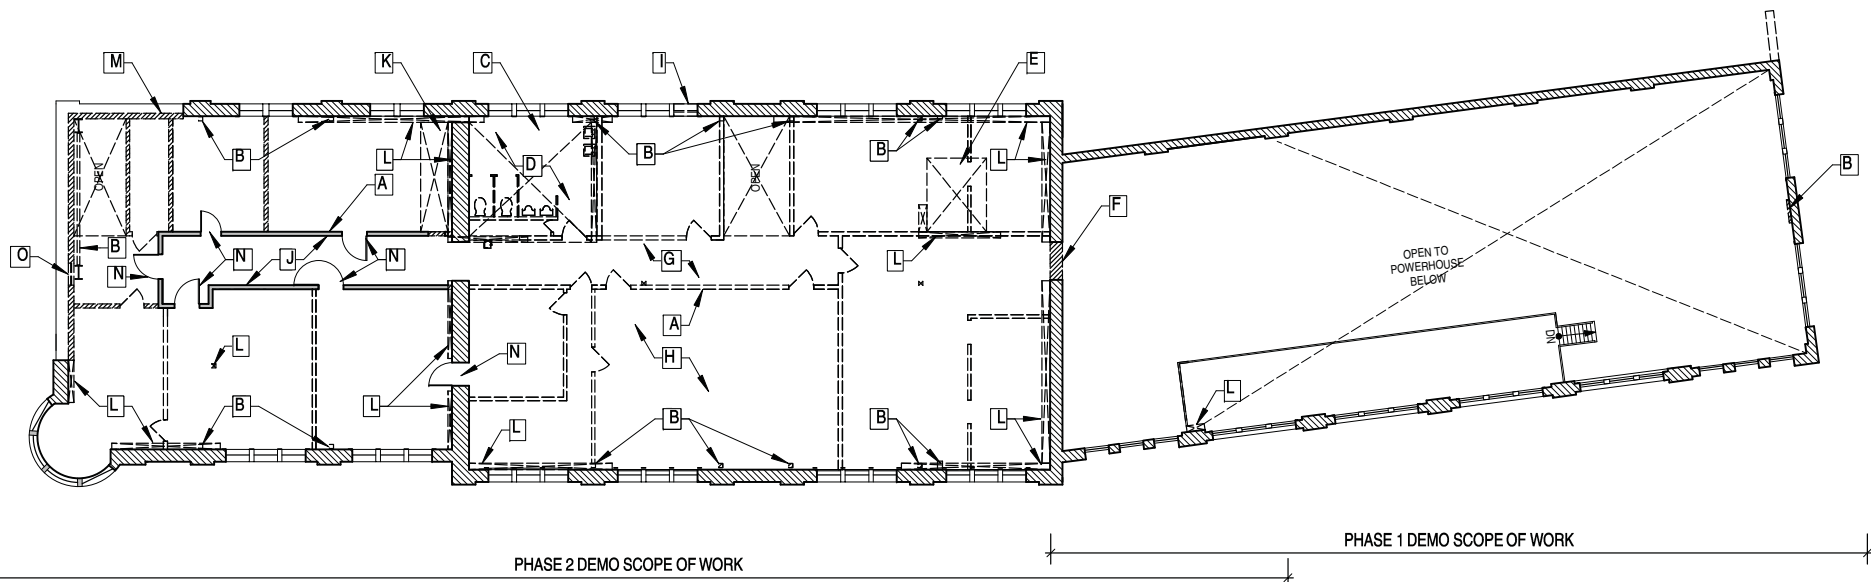 M
K
C
I
E
B
L
D
B
B
L
B
A
F
OPEN
OPEN
O
B
N
N
J
N
G
L
OPEN TO
POWERHOUSE
BELOW
A
DN
L
N
H
L
L
B
L
L
B
B
L
L
PHASE 1 DEMO SCOPE OF WORK
PHASE 2 DEMO SCOPE OF WORK